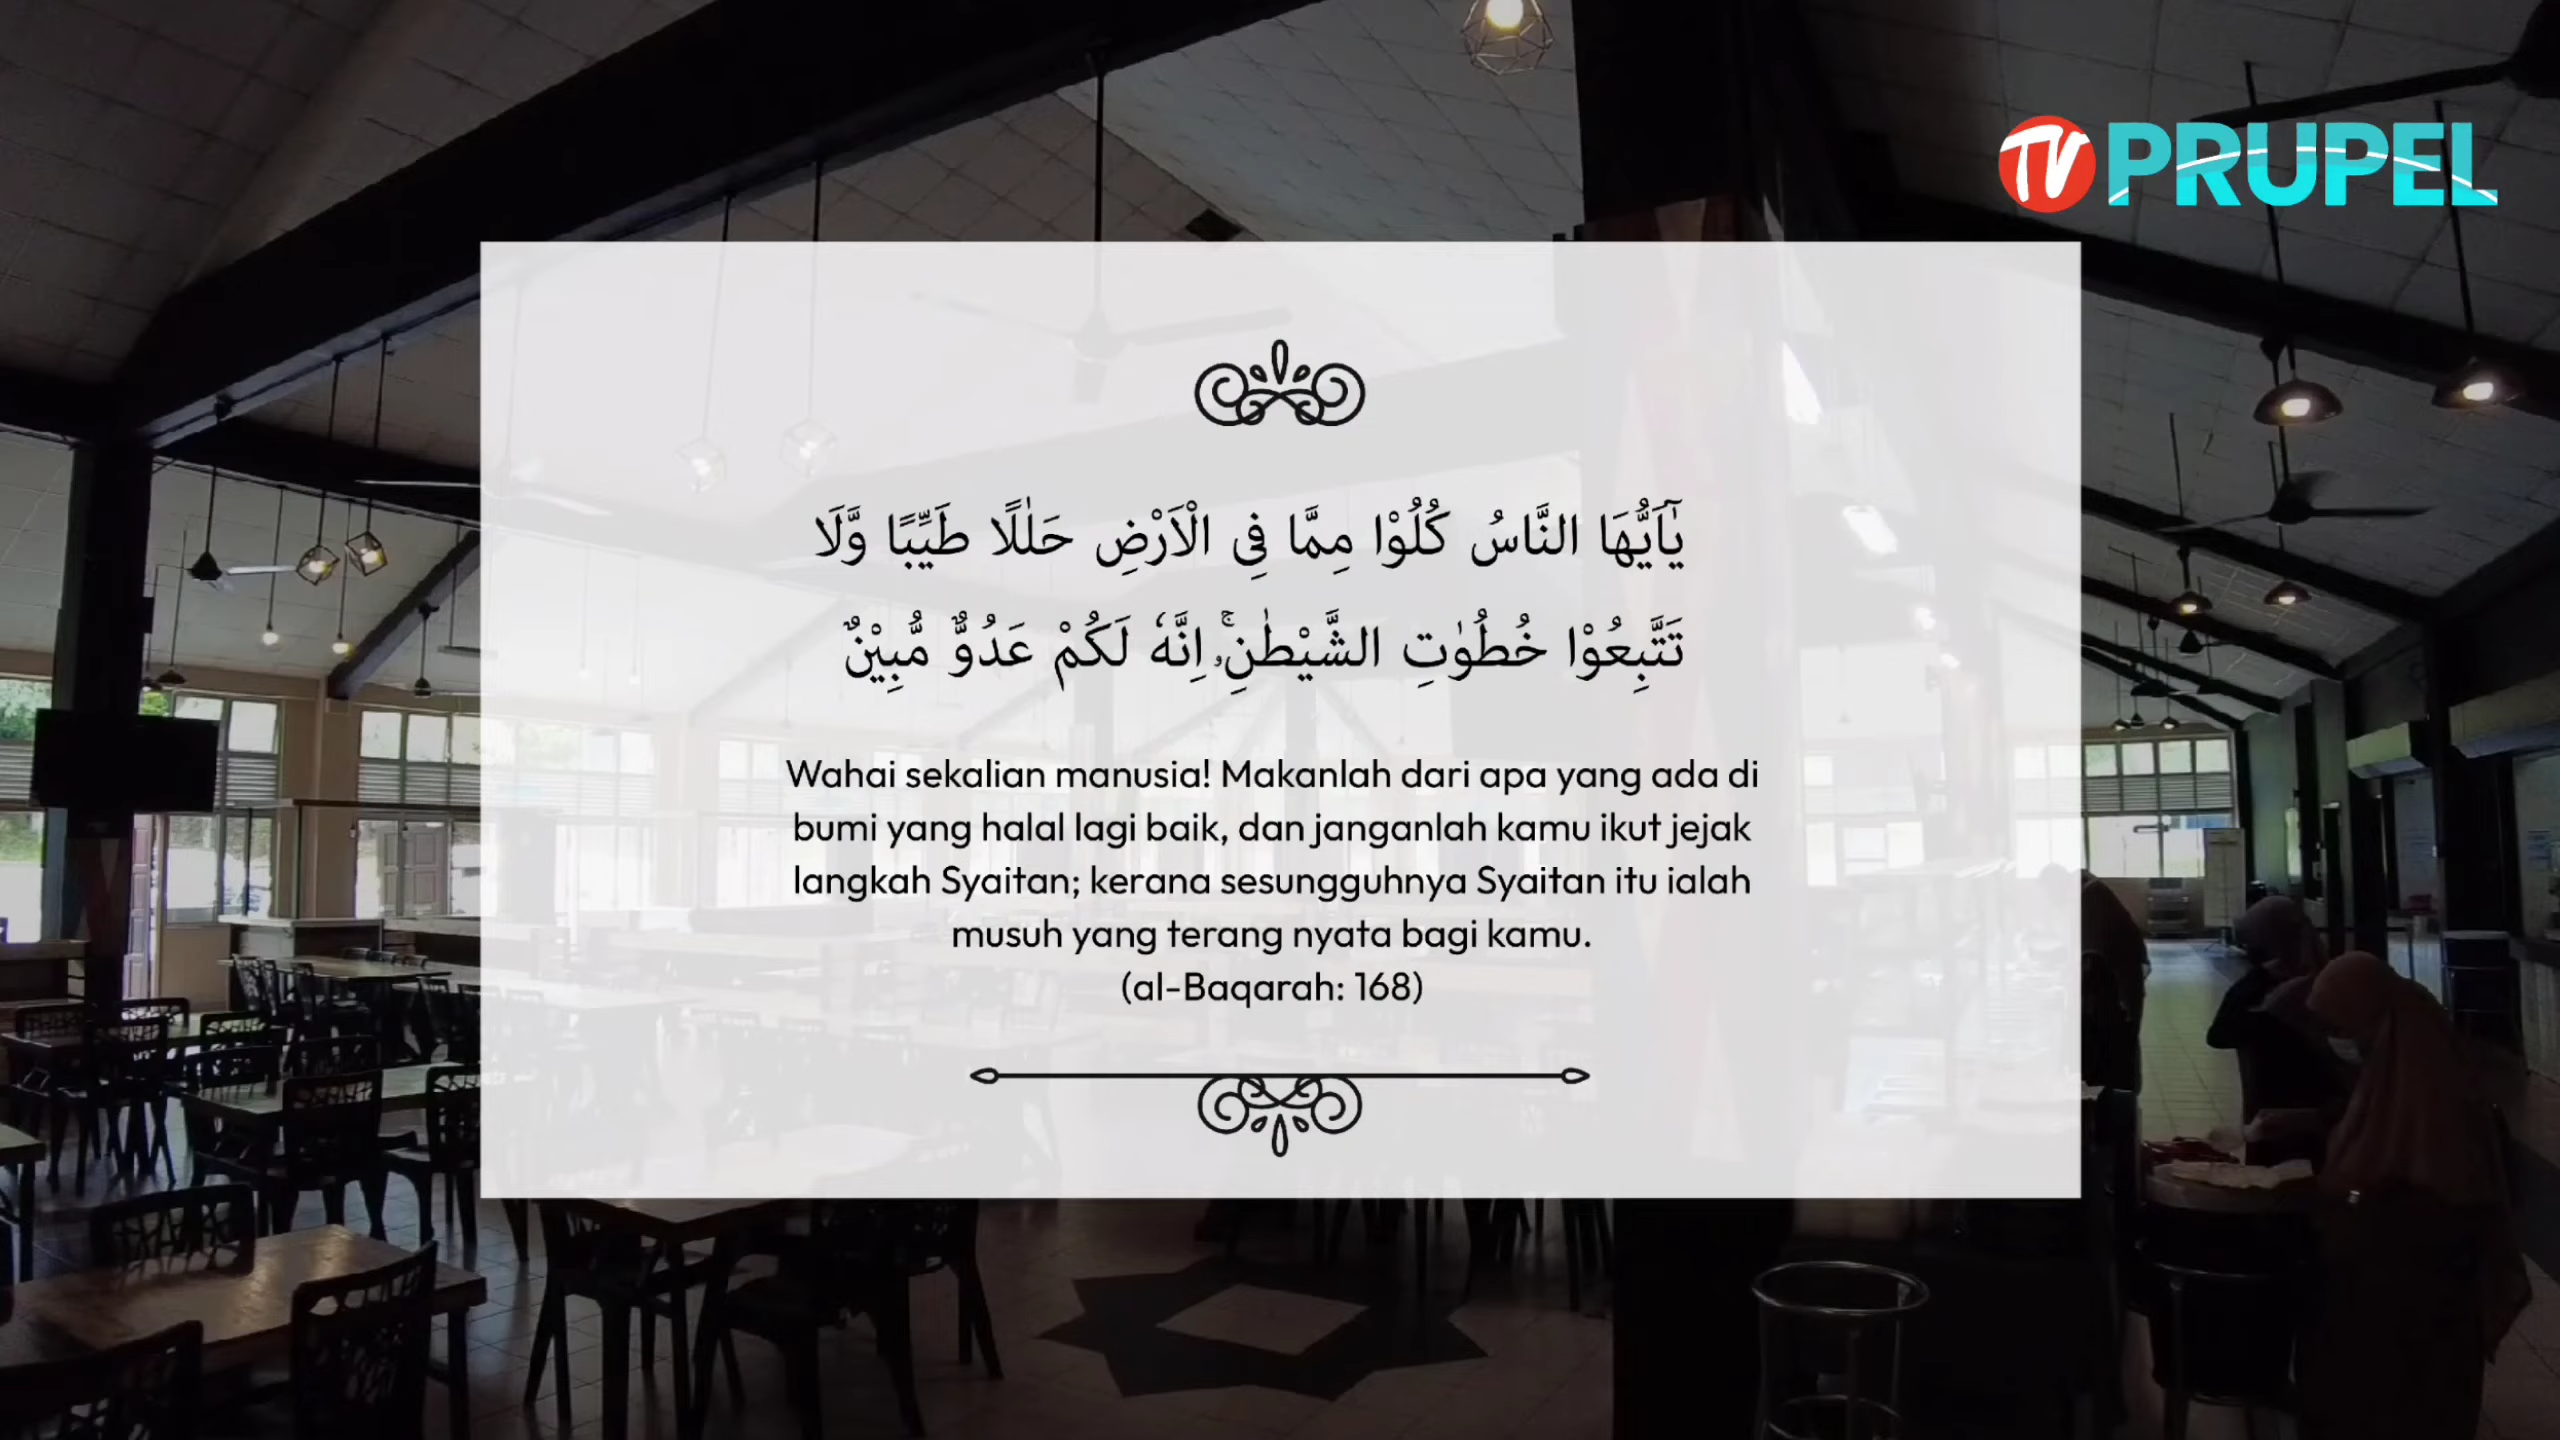 TV PRUPEL
يٰٓاَيُّهَا النَّاسُ كُلُوْا مِمَّا فِى الْاَرْضِ حَلٰلًا طَيِّبًا وَّلَا
تَتَّبِعُوْا خُطُوٰتِ الشَّيْطٰنِۗ اِنَّهٗ لَكُمْ عَدُوٌّ مُّبِيْنٌ
Wahai sekalian manusia! Makanlah dari apa yang ada di
bumi yang halal lagi baik, dan janganlah kamu ikut jejak
langkah Syaitan; kerana sesungguhnya Syaitan itu ialah
musuh yang terang nyata bagi kamu.
(al-Baqarah: 168)